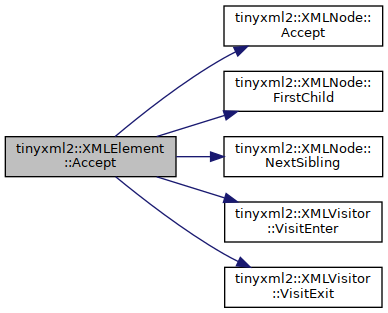 tinyxml2::XMLElement
::Accept
tinyxml2::XMLNode::
Accept
tinyxml2::XMLNode::
FirstChild
tinyxml2::XMLNode::
NextSibling
tinyxml2::XMLVisitor
::VisitEnter
tinyxml2::XMLVisitor
::VisitExit